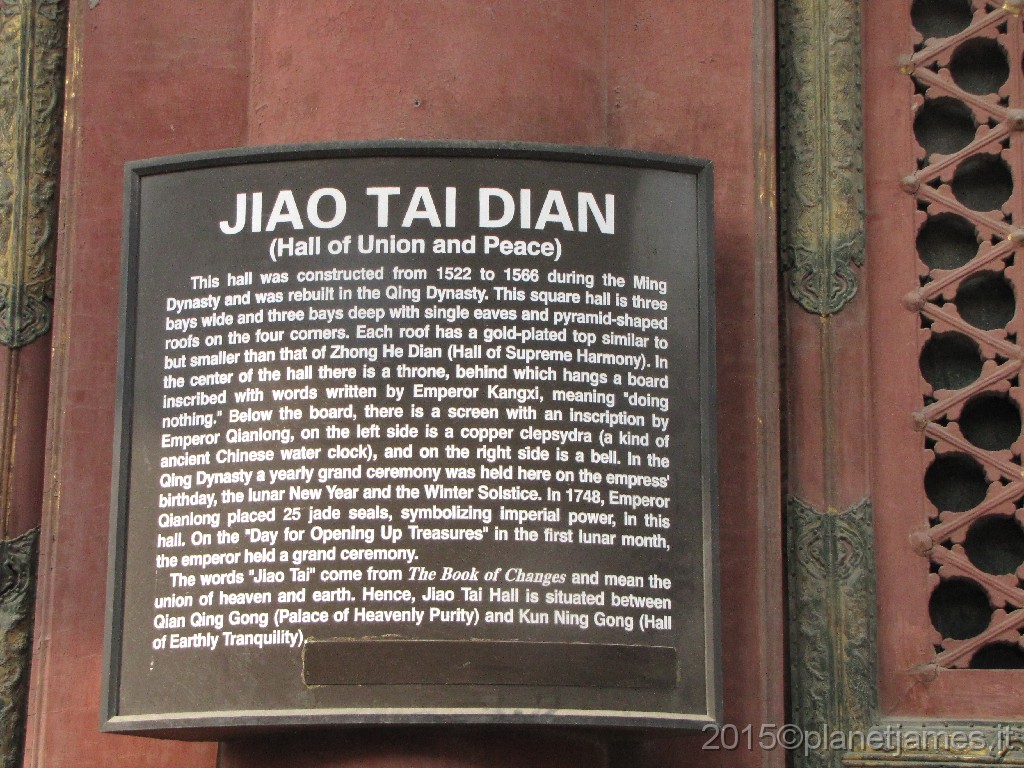 JIAO TAI DIAN
(Hall of Union and Peace)
This hall was constructed from 1522 to 1566 during the Ming
Dynasty and was rebuilt in the Qing Dynasty. This square hall is three
bays wide and three bays deep with single eaves and pyramid-shaped
roofs on the four corners. Each roof has a gold-plated top similar to
but smaller than that of Zhong He Dian (Hall of Supreme Harmony). In
the center of the hall there is a throne, behind which hangs a board
inscribed with words written by Emperor Kangxi, meaning "doing
nothing." Below the board, there is a screen with an inscription by
Emperor Qianlong, on the left side is a copper clepsydra (a kind of
ancient Chinese water clock), and on the right side is a bell. In the
Qing Dynasty a yearly grand ceremony was held here on the empress'
birthday, the lunar New Year and the Winter Solstice. In 1748, Emperor
Qianlong placed 25 jade seals, symbolizing imperial power, in this
hall. On the "Day for Opening Up Treasures" in the first lunar month,
the emperor held a grand ceremony.
The words "Jiao Tai" come from The Book of Changes and mean the
union of heaven and earth. Hence, Jiao Tai Hall is situated between
Qian Qing Gong (Palace of Heavenly Purity) and Kun Ning Gong (Hall
of Earthly Tranquility).
2015©planetjames.it